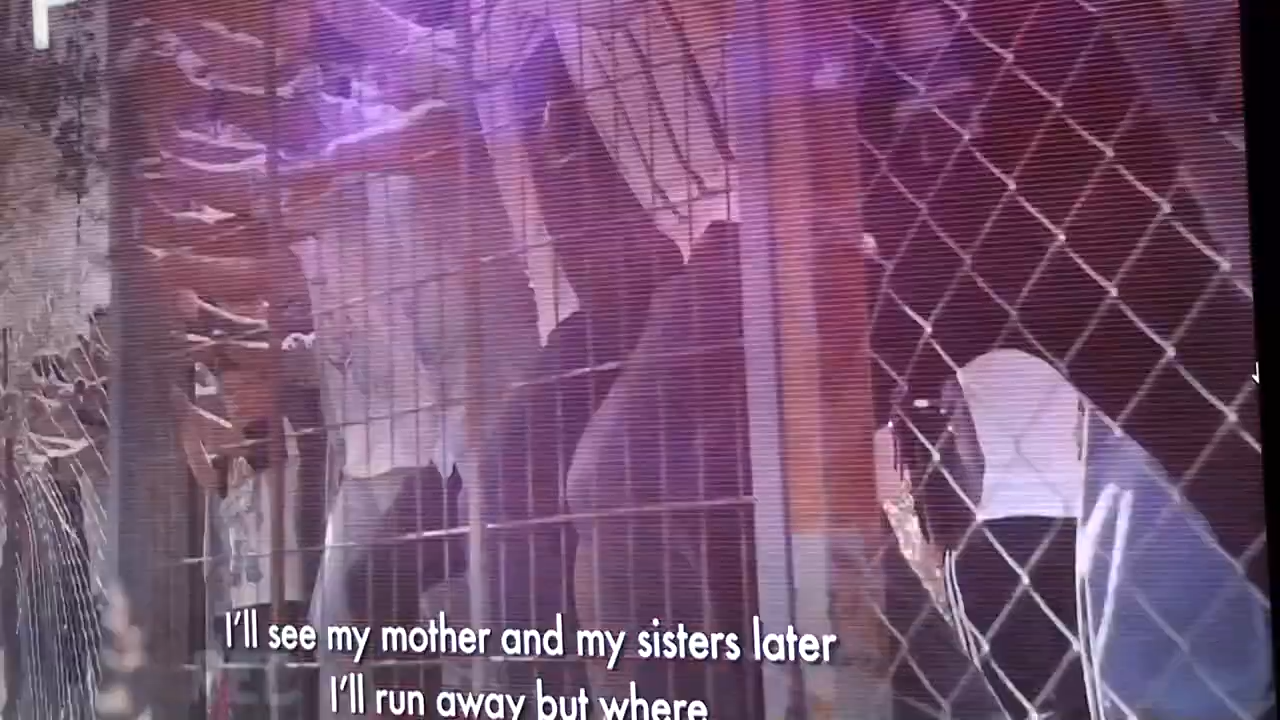 I'll see my mother and my sisters later
I'll run away but where